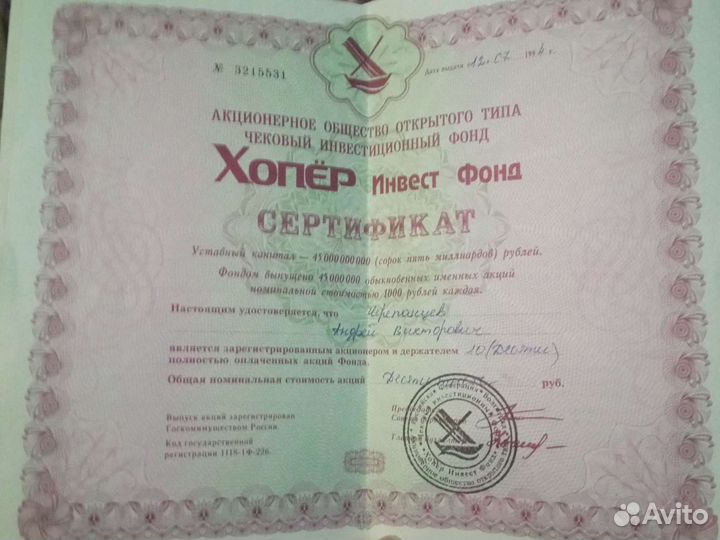 № 3215531
Дата выдачи «12» 07 1994 г.
АКЦИОНЕРНОЕ ОБЩЕСТВО ОТКРЫТОГО ТИПА
ЧЕКОВЫЙ ИНВЕСТИЦИОННЫЙ ФОНД
ХОПЁР ИНВЕСТ ФОНД
СЕРТИФИКАТ
Уставный капитал — 45000000000 (сорок пять миллиардов) рублей.
Фондом выпущено 45000000 обыкновенных именных акций
номинальной стоимостью 1000 рублей каждая.
Настоящим удостоверяется, что
Андрей Викторович
является зарегистрированным акционером и держателем 10 (Десяти)
полностью оплаченных акций Фонда.
Общая номинальная стоимость акций Десять руб.
Выпуск акций зарегистрирован
Госкомимуществом России.
Код государственной
регистрации 1118-1Ф-226.
Хопёр Инвест Фонд
Avito